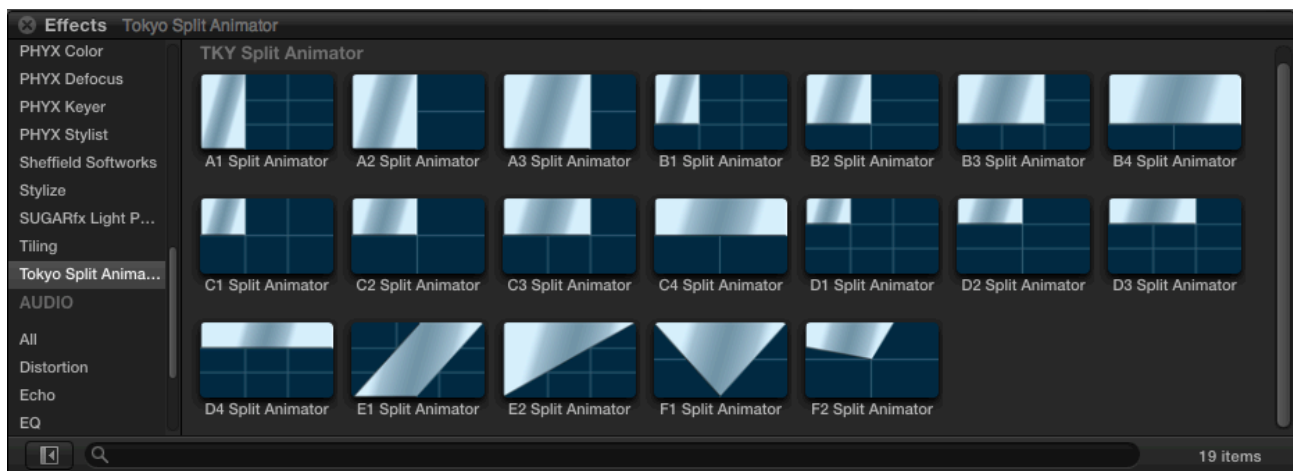 Effects Tokyo Split Animator
PHYX Color
PHYX Defocus
PHYX Keyer
PHYX Stylist
Sheffield Softworks
Stylize
SUGARfx Light P...
Tiling
Tokyo Split Anima...
AUDIO
All
Distortion
Echo
EQ
TKY Split Animator
A1 Split Animator A2 Split Animator A3 Split Animator B1 Split Animator B2 Split Animator B3 Split Animator B4 Split Animator
C1 Split Animator C2 Split Animator C3 Split Animator C4 Split Animator D1 Split Animator D2 Split Animator D3 Split Animator
D4 Split Animator E1 Split Animator E2 Split Animator F1 Split Animator F2 Split Animator
19 items